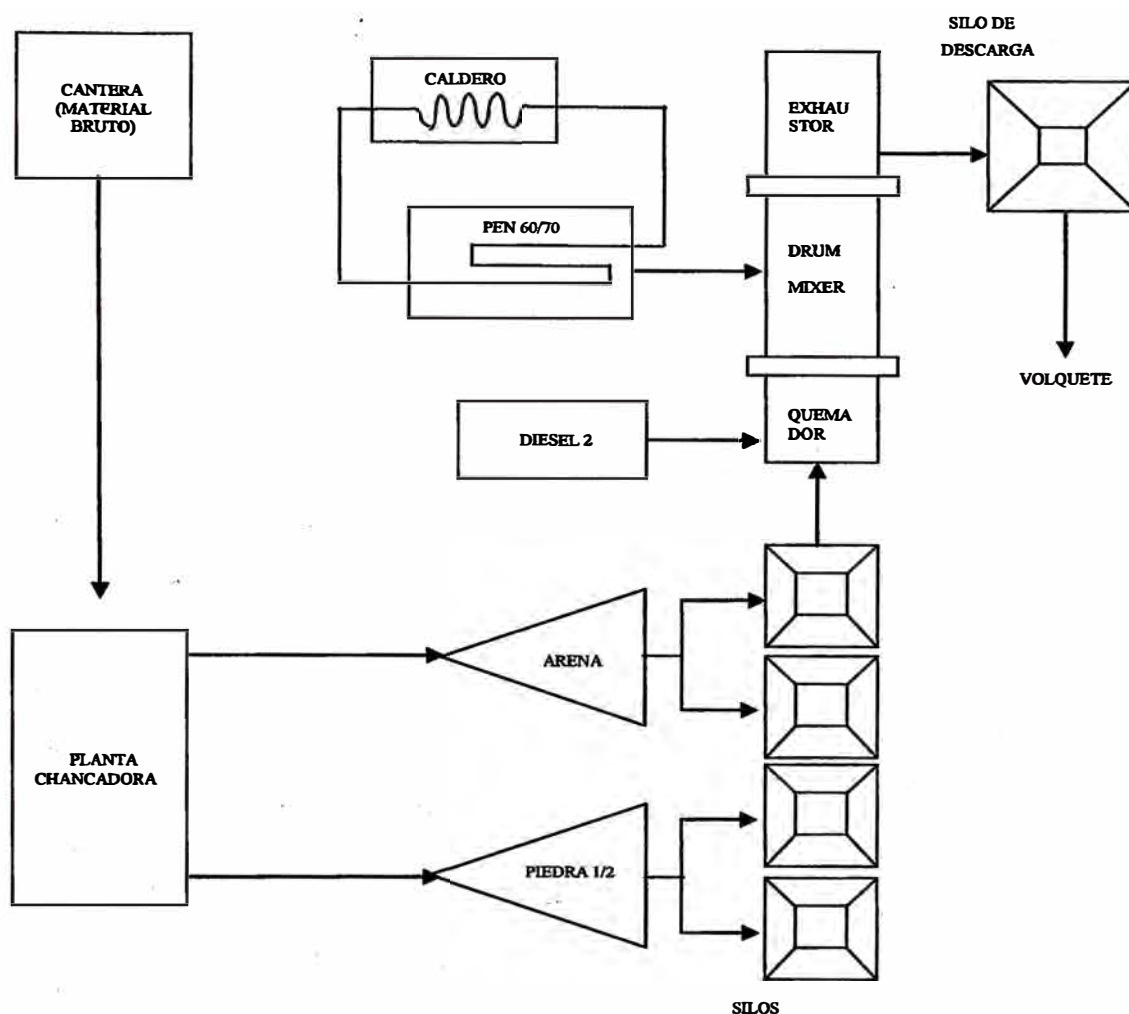 SILO DE
DESCARGA
CANTERA
(MATERIAL
BRUTO)
CALDERO
EXHAU
STOR
PEN 60/70
DRUM
MIXER
VOLQUETE
DIESEL 2
QUEMA
DOR
ARENA
PLANTA
CHANCADORA
PIEDRA 1/2
SILOS